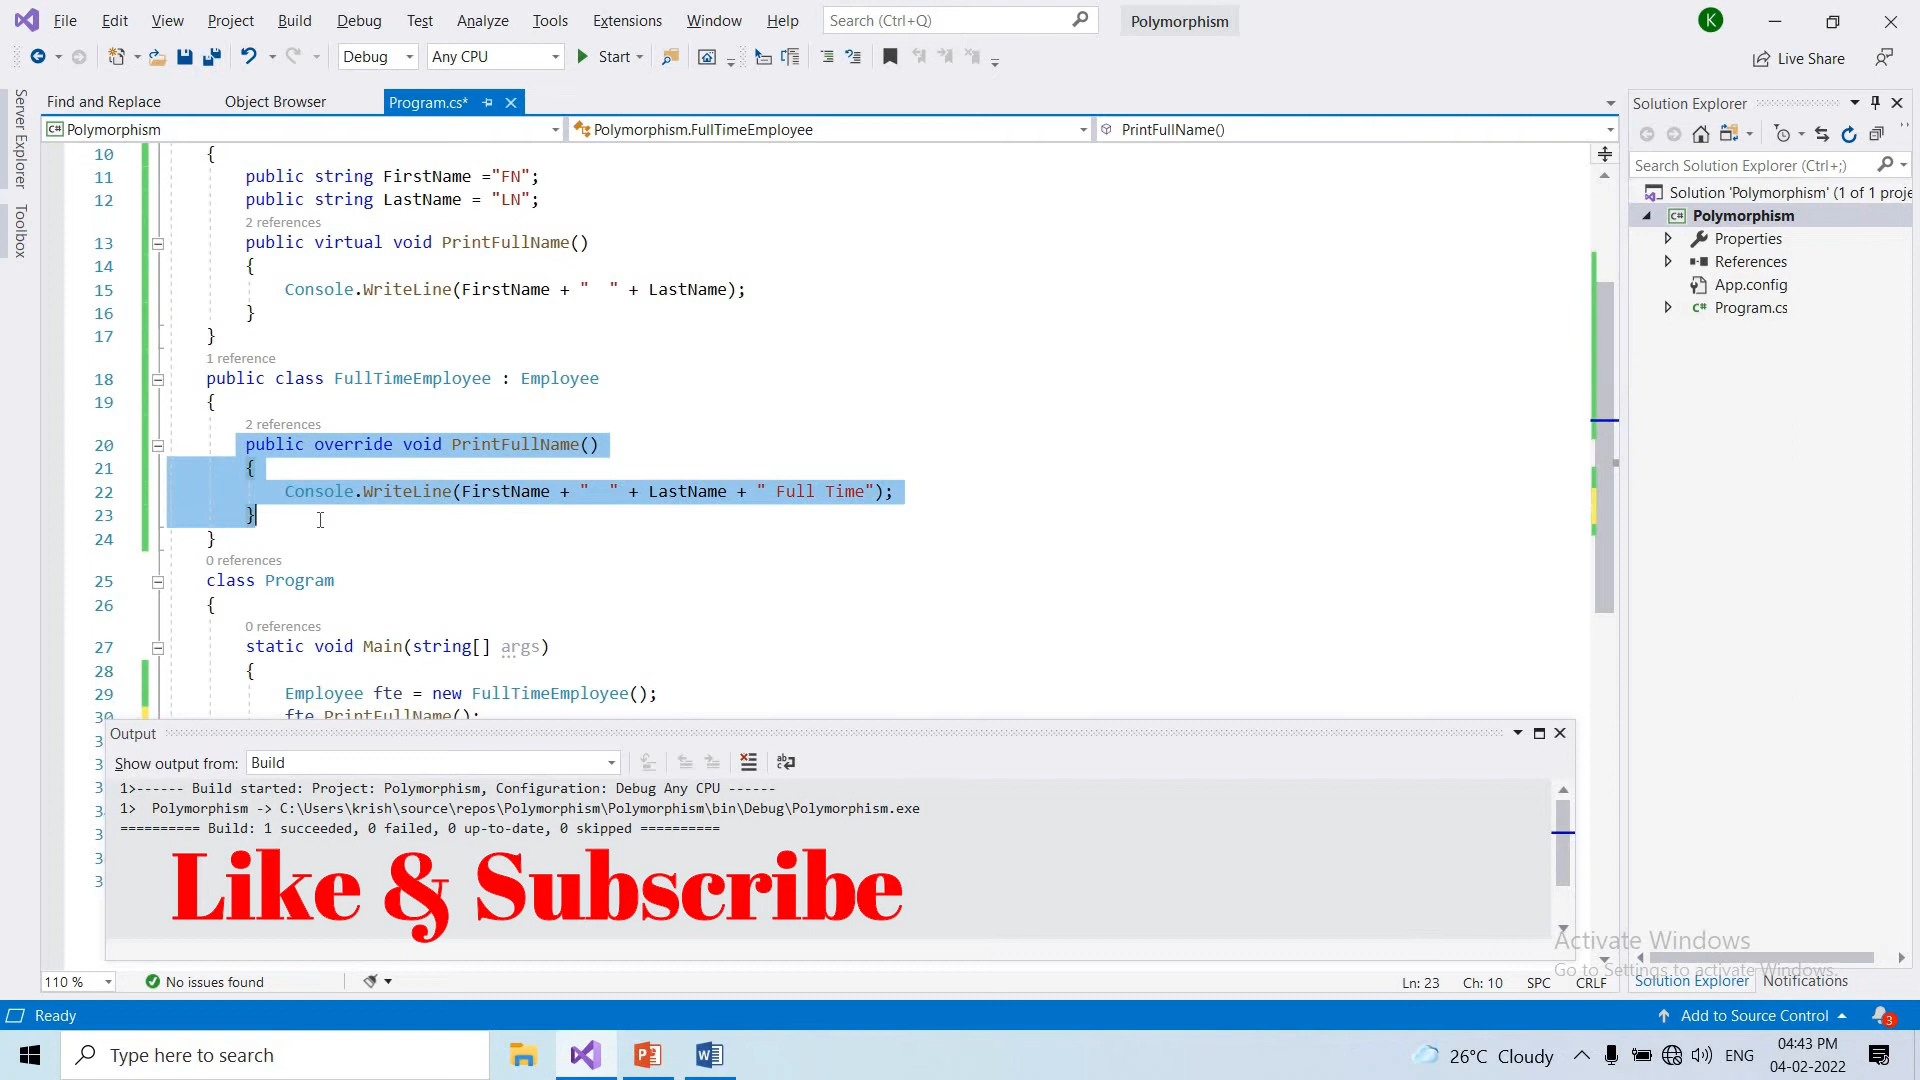 File Edit View Project Build Debug Test Analyze Tools Extensions Window Help Search (Ctrl+Q) Polymorphism K
Debug Any CPU Start Live Share
Find and Replace Object Browser Program.cs* Solution Explorer
Server Explorer
Toolbox
C# Polymorphism Polymorphism.FullTimeEmployee PrintFullName()
Search Solution Explorer (Ctrl+;)
Solution 'Polymorphism' (1 of 1 proje
C# Polymorphism
Properties
References
App.config
C# Program.cs
10 {
11 public string FirstName ="FN";
12 public string LastName = "LN";
2 references
13 public virtual void PrintFullName()
14 {
15 Console.WriteLine(FirstName + "  " + LastName);
16 }
17 }
1 reference
18 public class FullTimeEmployee : Employee
19 {
2 references
20 public override void PrintFullName()
21 {
22 Console.WriteLine(FirstName + "  " + LastName + " Full Time");
23 }
24 }
0 references
25 class Program
26 {
0 references
27 static void Main(string[] args)
28 {
29 Employee fte = new FullTimeEmployee();
30 fte.PrintFullName();
3
3
3
3
3
3
3
Output
Show output from: Build
1>------ Build started: Project: Polymorphism, Configuration: Debug Any CPU ------
1>  Polymorphism -> C:\Users\krish\source\repos\Polymorphism\Polymorphism\bin\Debug\Polymorphism.exe
========== Build: 1 succeeded, 0 failed, 0 up-to-date, 0 skipped ==========
Like & Subscribe
Activate Windows
Go to Settings to activate Windows.
110 % No issues found Ln: 23 Ch: 10 SPC CRLF Solution Explorer Notifications
Ready Add to Source Control 3
Type here to search 26°C Cloudy ENG 04:43 PM
04-02-2022